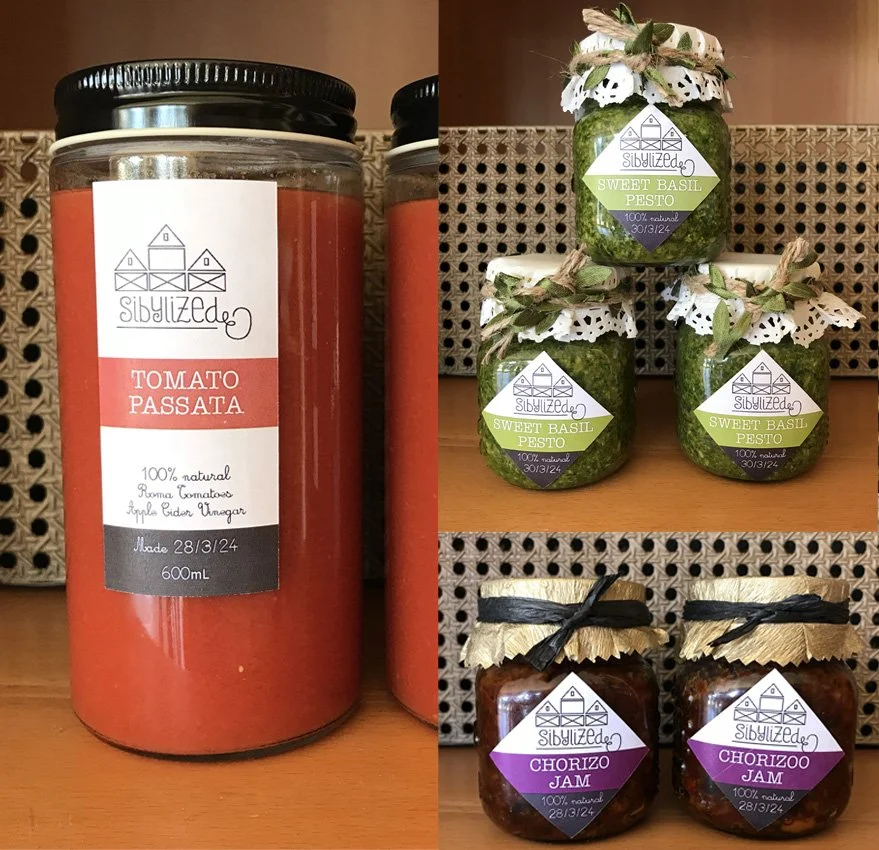 Sibylized
TOMATO
PASSATA
100% natural
Roma Tomatoes
Apple Cider Vinegar
Made 28/3/24
600mL
Sibylized
SWEET BASIL
PESTO
100% natural
30/3/24
Sibylized
SWEET BASIL
PESTO
100% natural
30/3/24
Sibylized
SWEET BASIL
PESTO
100% natural
30/3/24
Sibylized
CHORIZO
JAM
100% natural
28/3/24
Sibylized
CHORIZOO
JAM
100% natural
28/3/24